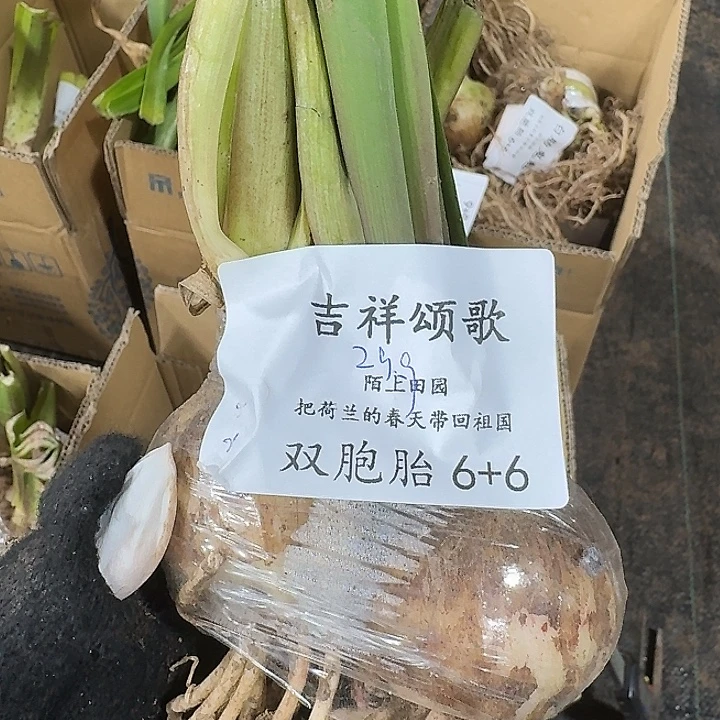 吉祥颂歌
陌上田园
把荷兰的春天带回祖国
双胞胎 6+6